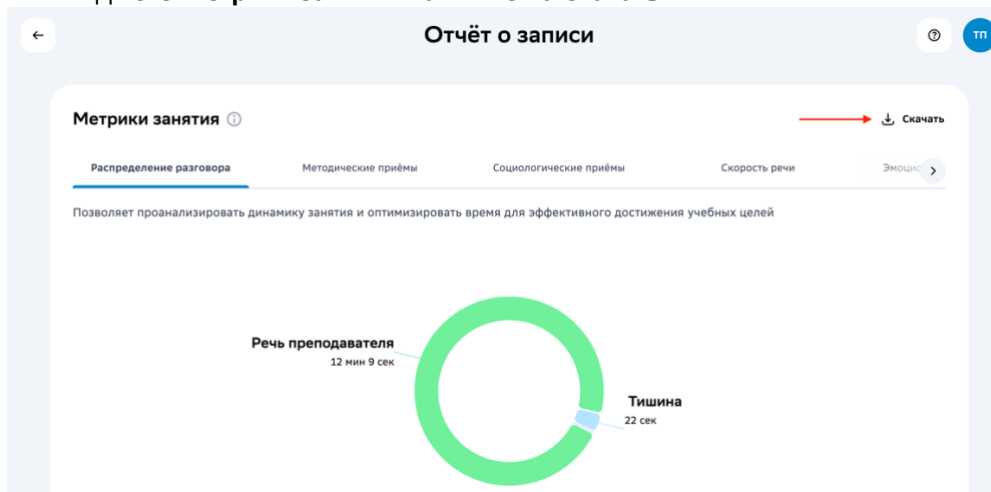 Отчёт о записи
ТП
Метрики занятия
Скачать
Распределение разговора
Методические приёмы
Социологические приёмы
Скорость речи
Позволяет проанализировать динамику занятия и оптимизировать время для эффективного достижения учебных целей
Речь преподавателя
12 мин 9 сек
Тишина
22 сек